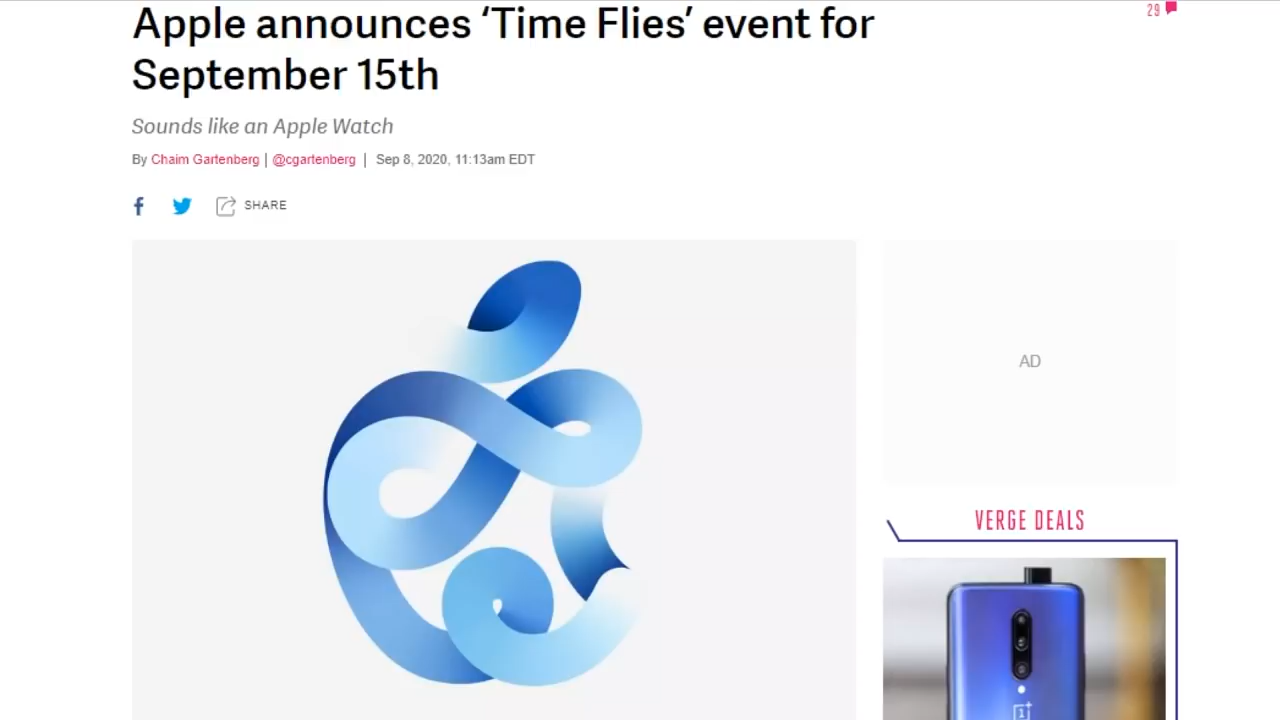 Apple announces ‘Time Flies’ event for
29
September 15th
Sounds like an Apple Watch
By Chaim Gartenberg | @cgartenberg | Sep 8, 2020, 11:13am EDT
SHARE
AD
VERGE DEALS